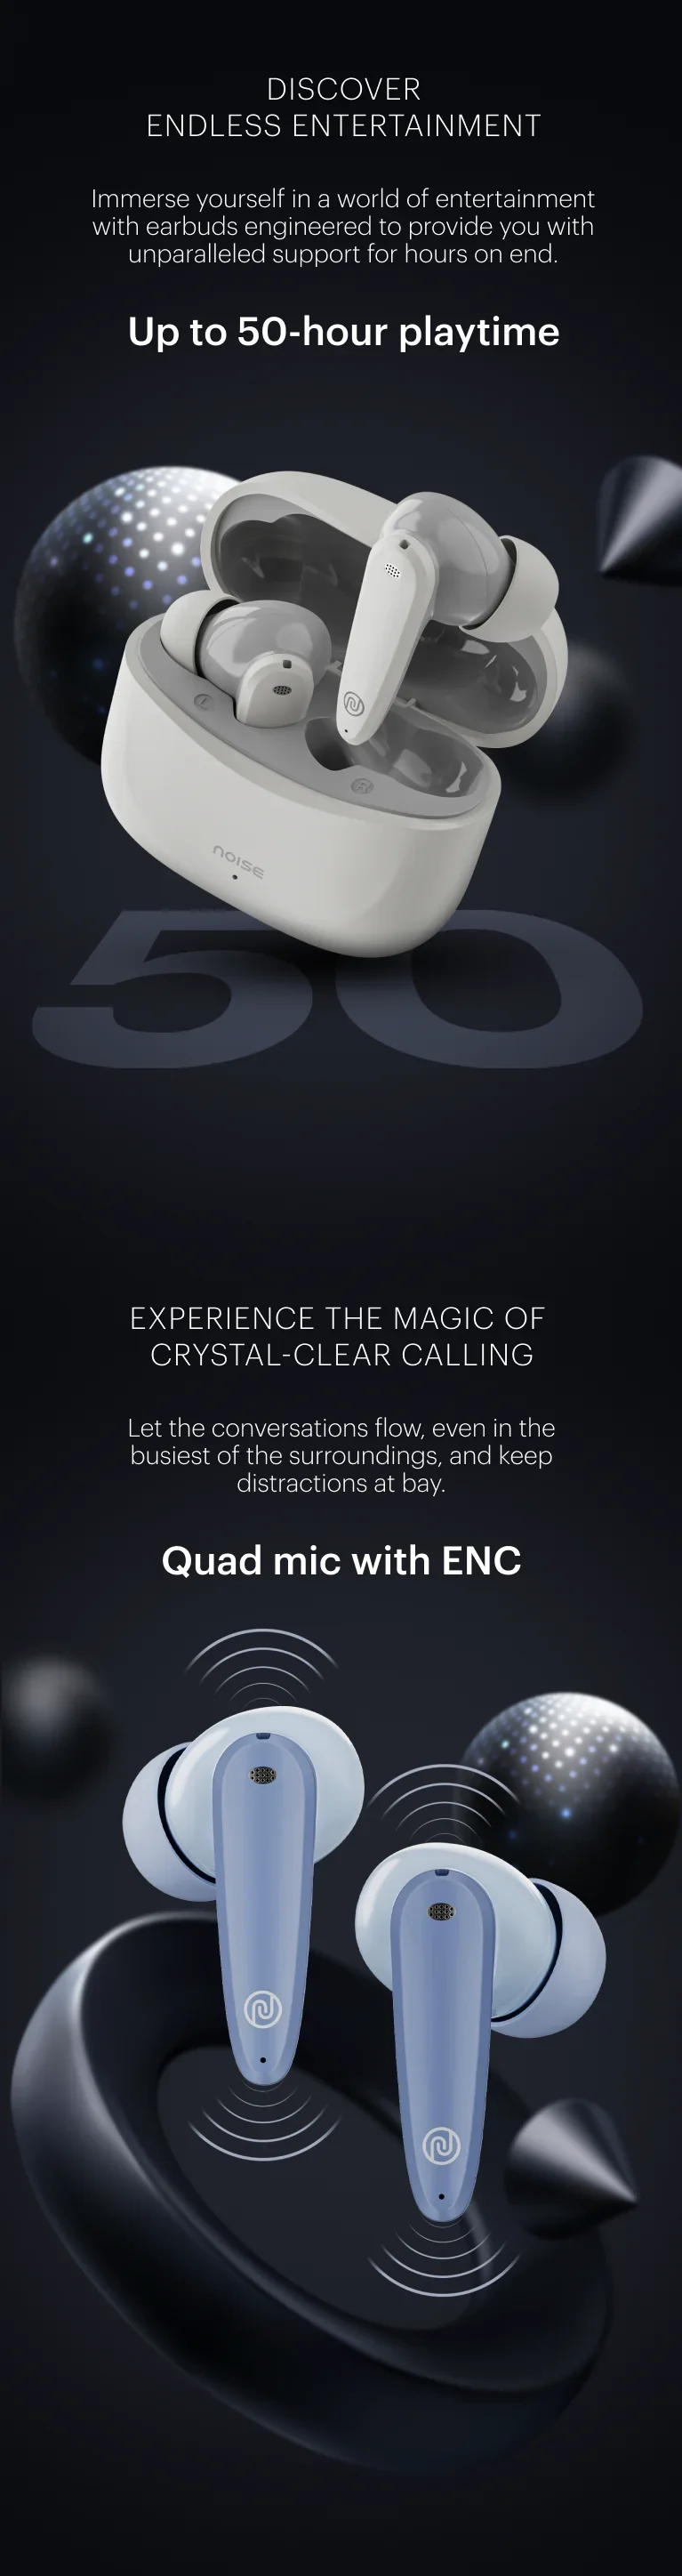 DISCOVER
ENDLESS ENTERTAINMENT
Immerse yourself in a world of entertainment
with earbuds engineered to provide you with
unparalleled support for hours on end.
Up to 50-hour playtime
L
R
noise
50
EXPERIENCE THE MAGIC OF
CRYSTAL-CLEAR CALLING
Let the conversations flow, even in the
busiest of the surroundings, and keep
distractions at bay.
Quad mic with ENC